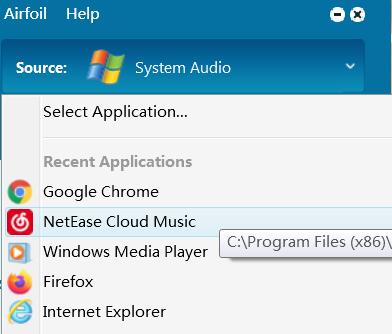 Airfoil Help
Source: System Audio
Select Application...
Recent Applications
Google Chrome
NetEase Cloud Music
C:\Program Files (x86)\
Windows Media Player
Firefox
Internet Explorer